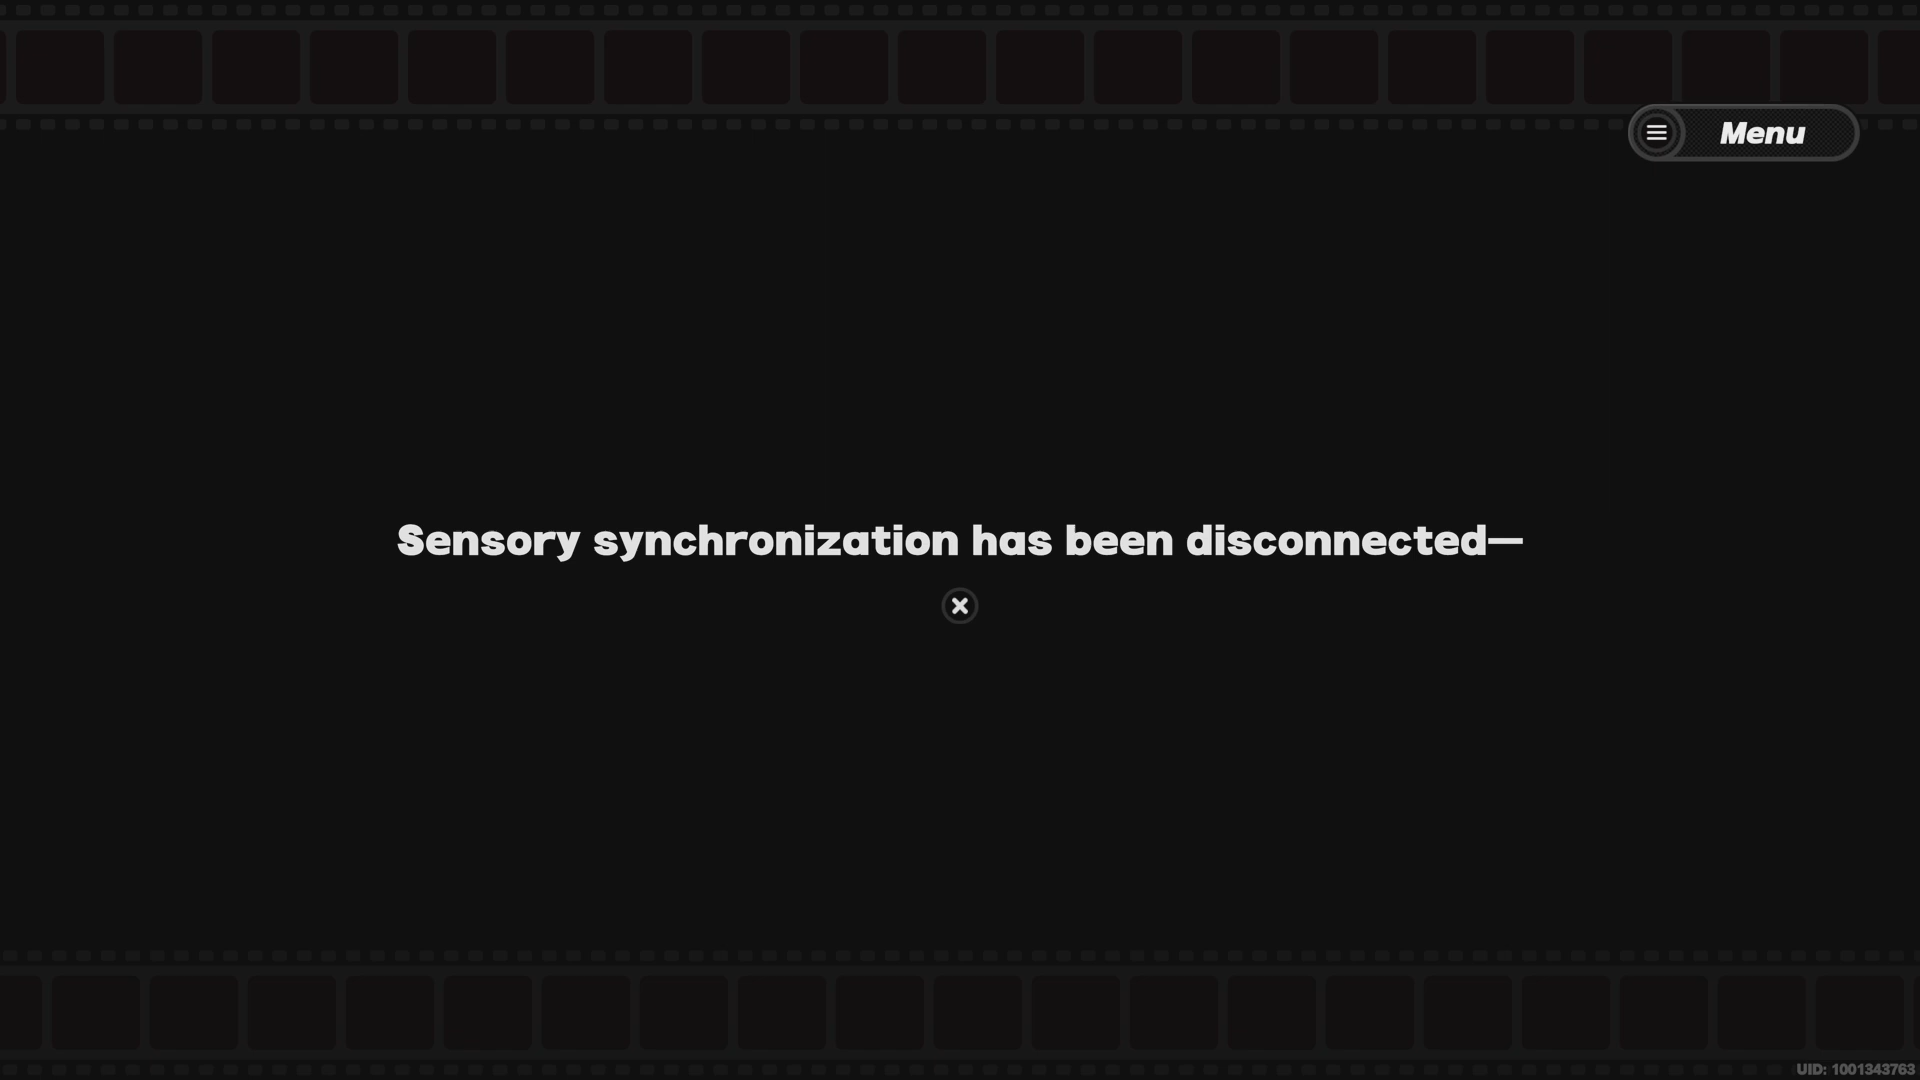 Menu
Sensory synchronization has been disconnected—
UID: 1001343763